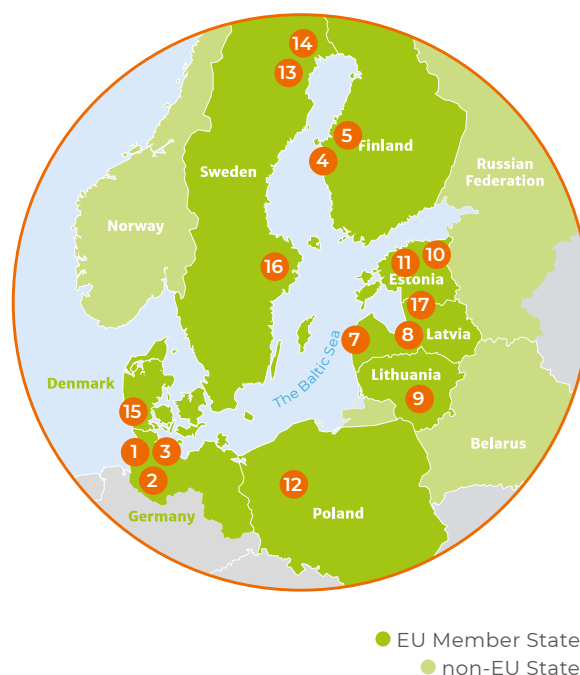 14
13
5
Finland
4
Russian
Federation
Sweden
Norway
16
10
11
Estonia
17
8
Latvia
7
The Baltic Sea
Lithuania
9
Denmark
15
Belarus
1
3
2
12
Germany
Poland
EU Member State
non-EU State